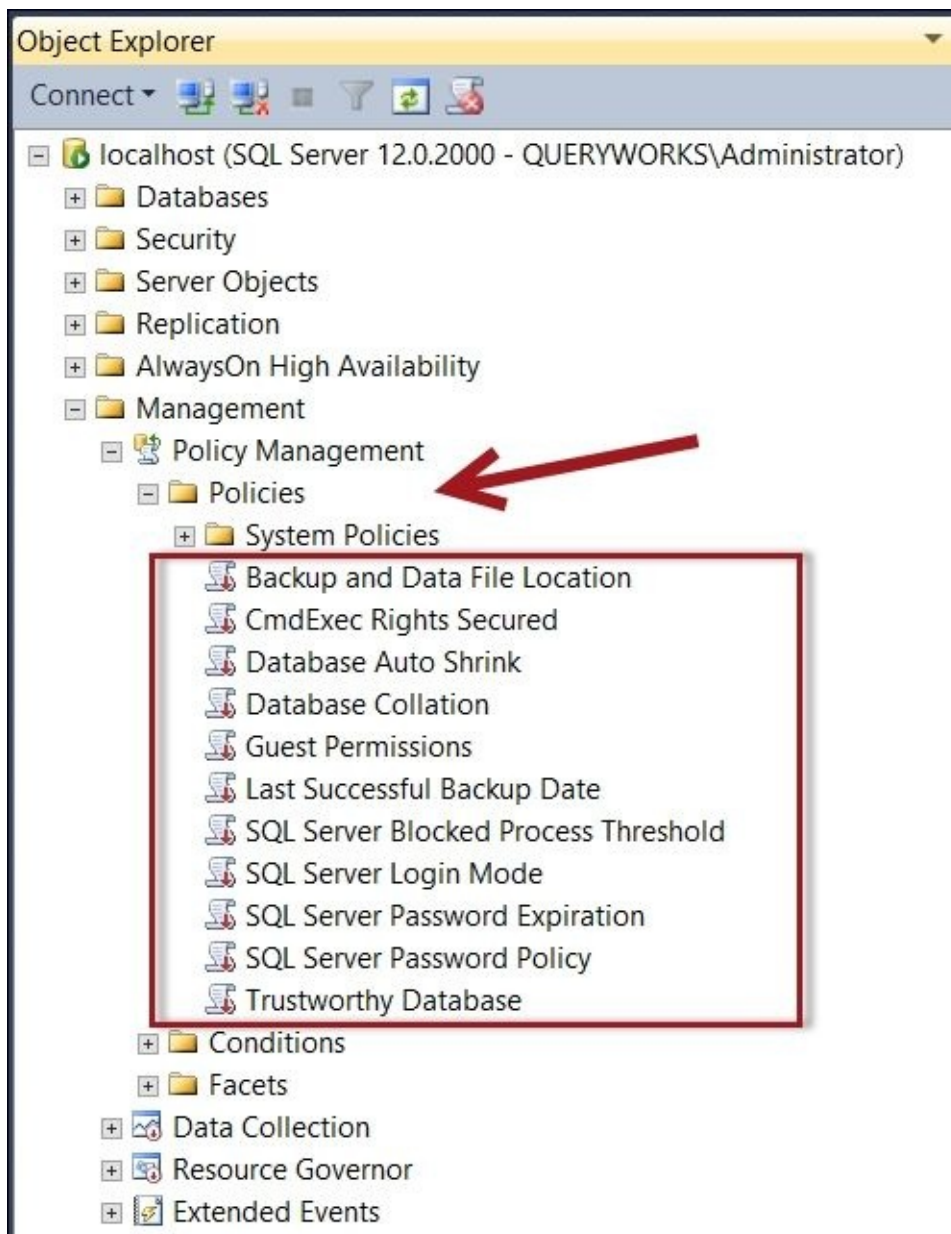 Object Explorer
Connect
localhost (SQL Server 12.0.2000 - QUERYWORKS\Administrator)
Databases
Security
Server Objects
Replication
AlwaysOn High Availability
Management
Policy Management
Policies
System Policies
Backup and Data File Location
CmdExec Rights Secured
Database Auto Shrink
Database Collation
Guest Permissions
Last Successful Backup Date
SQL Server Blocked Process Threshold
SQL Server Login Mode
SQL Server Password Expiration
SQL Server Password Policy
Trustworthy Database
Conditions
Facets
Data Collection
Resource Governor
Extended Events